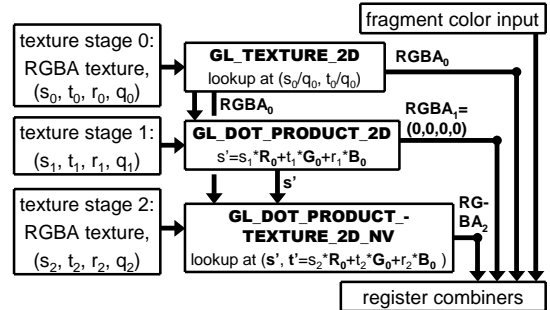 fragment color input
texture stage 0:
RGBA texture,
(s₀, t₀, r₀, q₀)
GL_TEXTURE_2D
lookup at (s₀/q₀, t₀/q₀)
RGBA₀
RGBA₀
texture stage 1:
(s₁, t₁, r₁, q₁)
GL_DOT_PRODUCT_2D
s'=s₁*R₀+t₁*G₀+r₁*B₀
RGBA₁=
(0,0,0,0)
s'
texture stage 2:
RGBA texture,
(s₂, t₂, r₂, q₂)
GL_DOT_PRODUCT_-
TEXTURE_2D_NV
lookup at (s', t'=s₂*R₀+t₂*G₀+r₂*B₀ )
RG-
BA₂
register combiners